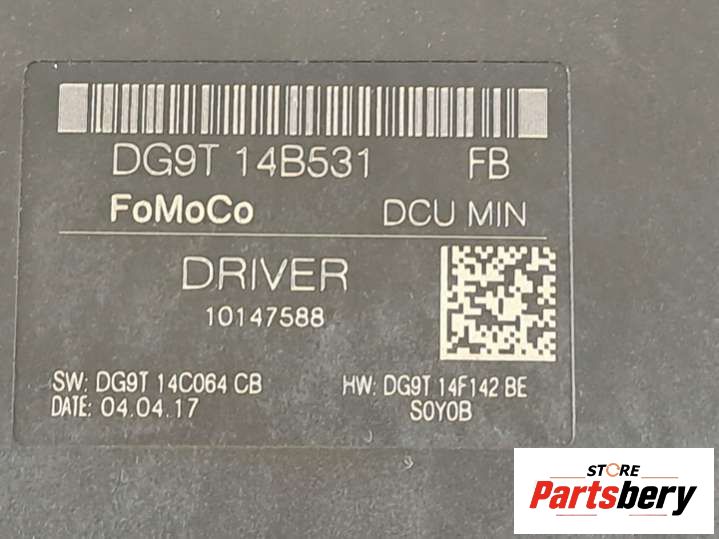 DG9T 14B531 FB
FoMoCo DCU MIN
DRIVER
10147588
SW: DG9T 14C064 CB HW: DG9T 14F142 BE
DATE: 04.04.17 S0Y0B
STORE
Partsbery